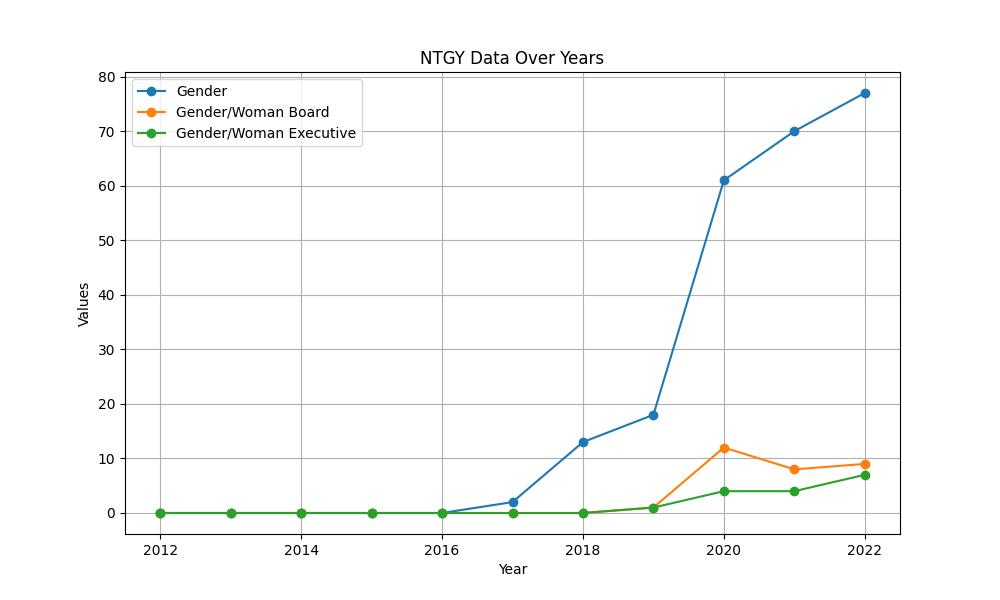 NTGY Data Over Years
Gender
Gender/Woman Board
Gender/Woman Executive
Values
80
70
60
50
40
30
20
10
0
2012 2014 2016 2018 2020 2022
Year